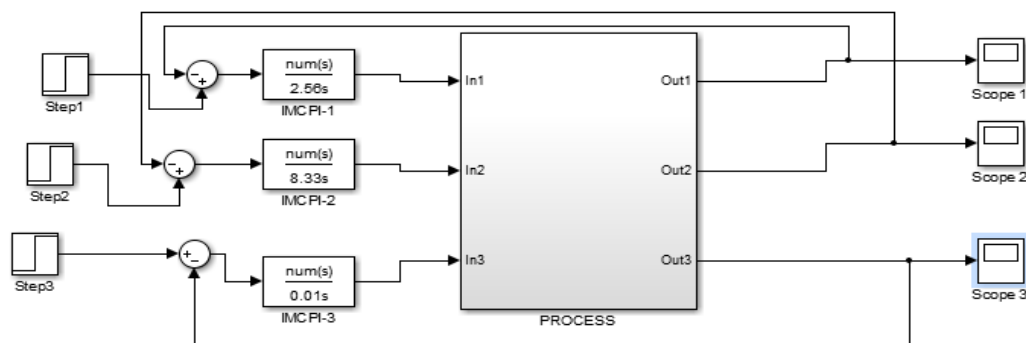 Step1
−
+
num(s)
2.56s
IMCPI-1
In1
Out1
Scope 1
Step2
−
+
num(s)
8.33s
IMCPI-2
In2
Out2
Scope 2
Step3
+
−
num(s)
0.01s
IMCPI-3
In3
Out3
Scope 3
PROCESS